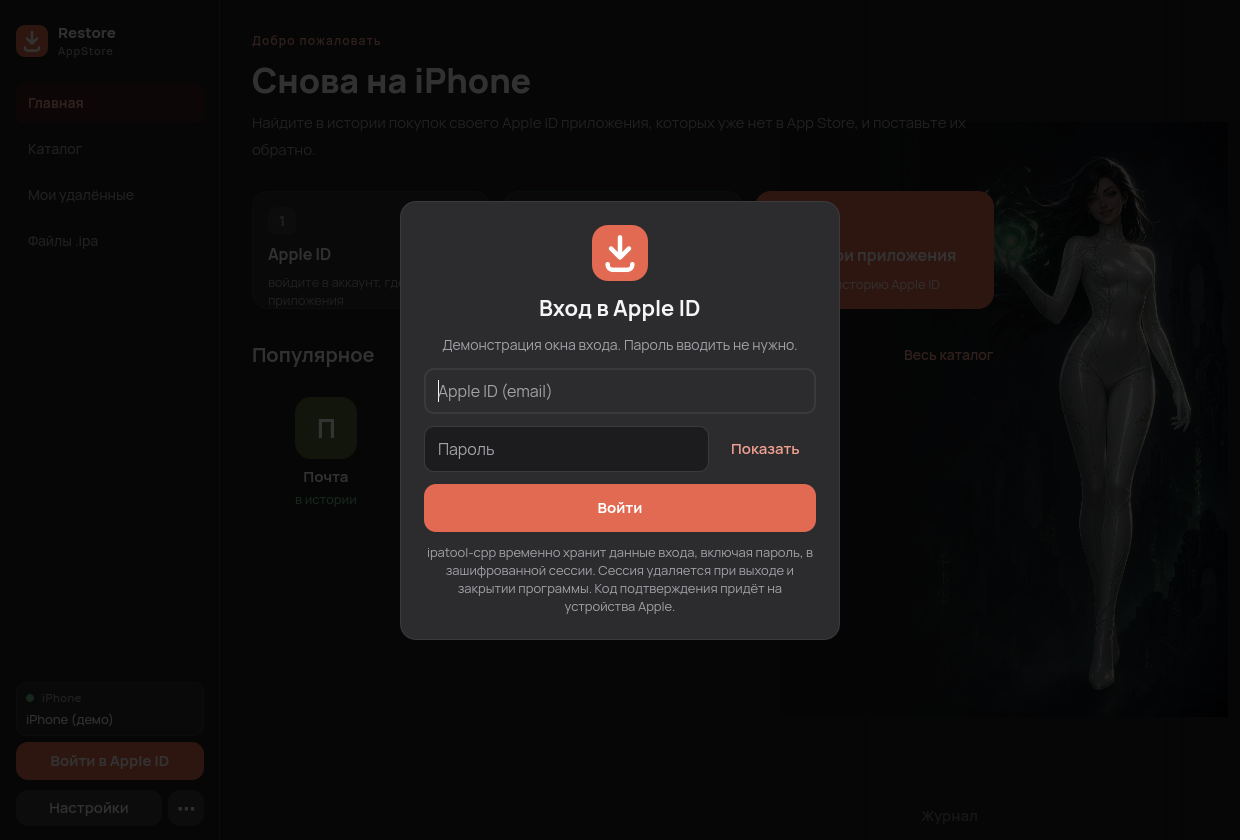 Restore
AppStore
Главная
Каталог
Мои удалённые
Файлы .ipa
iPhone
iPhone (демо)
Войти в Apple ID
Настройки
Добро пожаловать
Снова на iPhone
Найдите в истории покупок своего Apple ID приложения, которых уже нет в App Store, и поставьте их
обратно.
1
Apple ID
войдите в аккаунт,
приложения
приложения
историю Apple ID
Популярное
Весь каталог
П
Почта
в истории
Вход в Apple ID
Демонстрация окна входа. Пароль вводить не нужно.
Apple ID (email)
Пароль
Показать
Войти
ipatool-cpp временно хранит данные входа, включая пароль, в
зашифрованной сессии. Сессия удаляется при выходе и
закрытии программы. Код подтверждения придёт на
устройства Apple.
Журнал